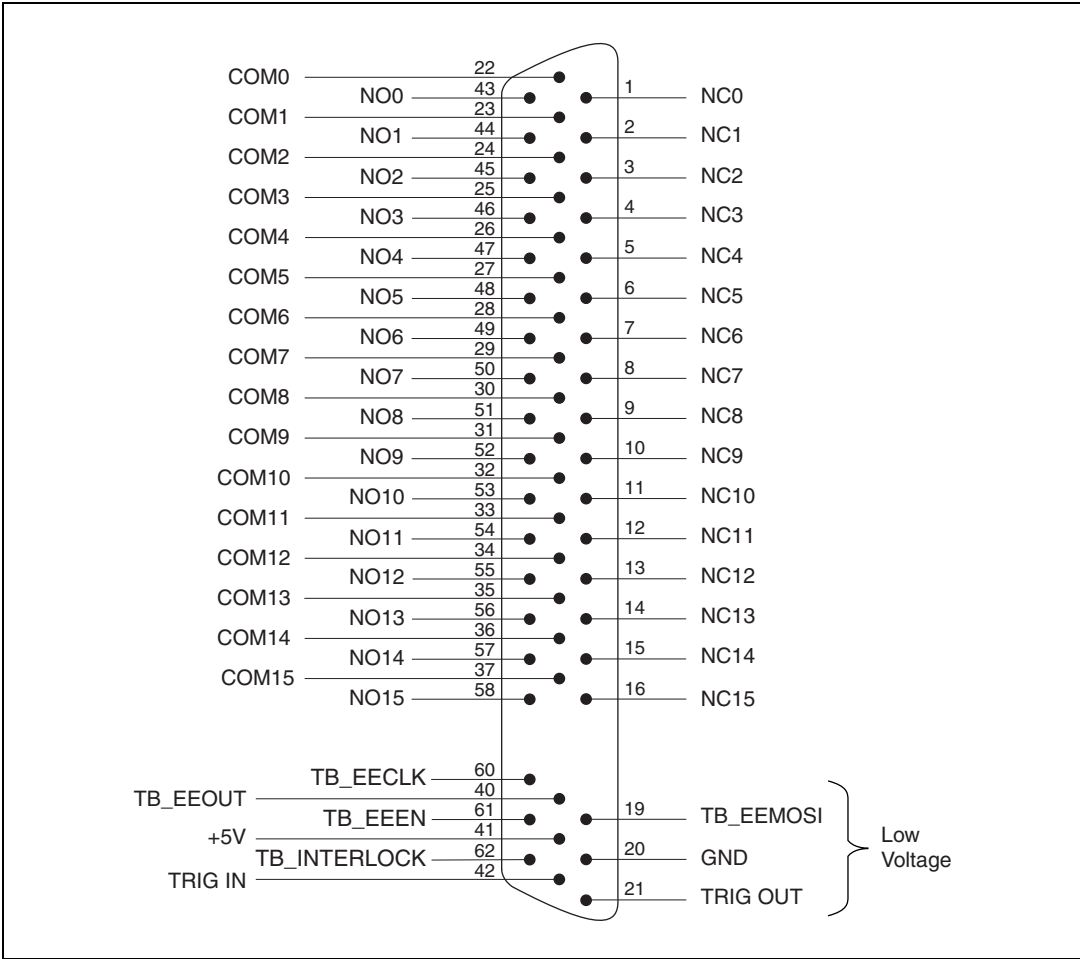 COM0 22
NO0 43 1 NC0
COM1 23
NO1 44 2 NC1
COM2 24
NO2 45 3 NC2
COM3 25
NO3 46 4 NC3
COM4 26
NO4 47 5 NC4
COM5 27
NO5 48 6 NC5
COM6 28
NO6 49 7 NC6
COM7 29
NO7 50 8 NC7
COM8 30
NO8 51 9 NC8
COM9 31
NO9 52 10 NC9
COM10 32
NO10 53 11 NC10
COM11 33
NO11 54 12 NC11
COM12 34
NO12 55 13 NC12
COM13 35
NO13 56 14 NC13
COM14 36
NO14 57 15 NC14
COM15 37
NO15 58 16 NC15
TB_EECLK 60
TB_EEOUT 40
TB_EEEN 61 19 TB_EEMOSI
+5V 41
TB_INTERLOCK 62 20 GND
TRIG IN 42
21 TRIG OUT
Low
Voltage